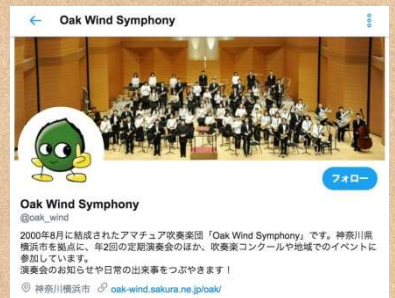 Oak Wind Symphony
フォロー
Oak Wind Symphony
@oak_wind
2000年8月に結成されたアマチュア吹奏楽団「Oak Wind Symphony」です。神奈川県
横浜市を拠点に、年2回の定期演奏会のほか、吹奏楽コンクールや地域でのイベントに
参加しています。
演奏会のお知らせや日常の出来事をつぶやきます！
神奈川横浜市 oak-wind.sakura.ne.jp/oak/